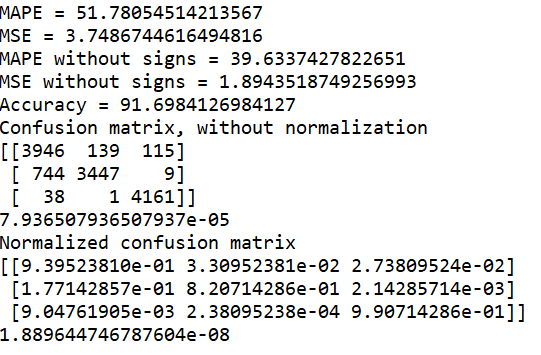 MAPE = 51.78054514213567
MSE = 3.7486744616494816
MAPE without signs = 39.6337427822651
MSE without signs = 1.8943518749256993
Accuracy = 91.6984126984127
Confusion matrix, without normalization
[[3946  139  115]
 [ 744 3447    9]
 [  38    1 4161]]
7.936507936507937e-05
Normalized confusion matrix
[[9.39523810e-01 3.30952381e-02 2.73809524e-02]
 [1.77142857e-01 8.20714286e-01 2.14285714e-03]
 [9.04761905e-03 2.38095238e-04 9.90714286e-01]]
1.889644746787604e-08